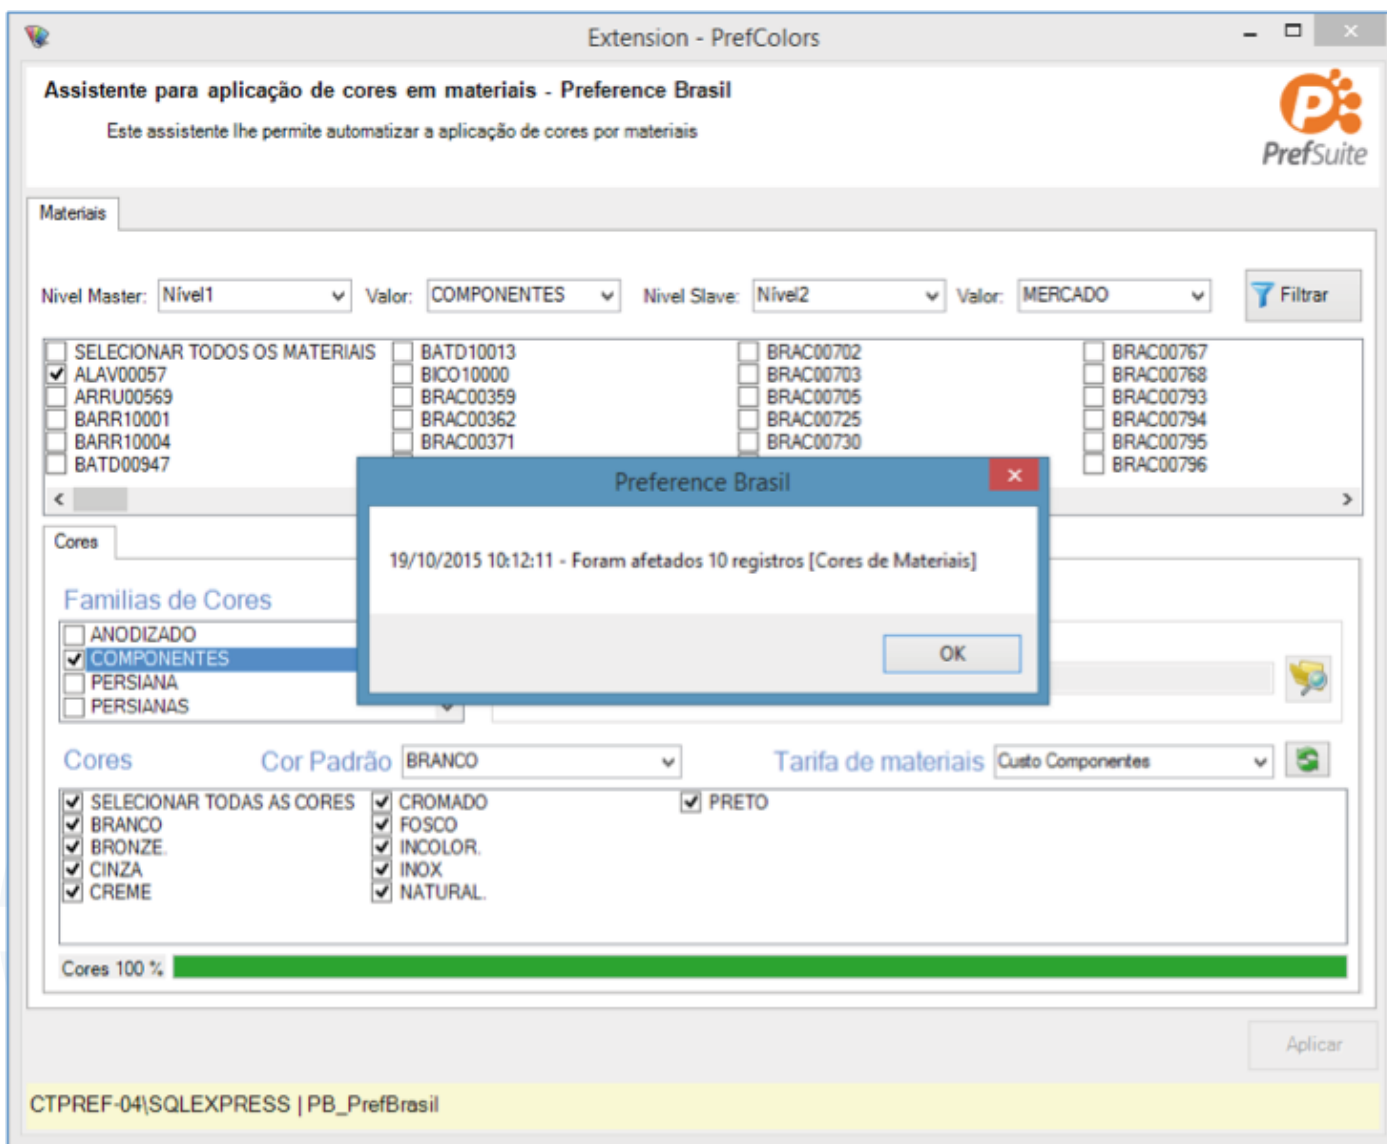 Extension - PrefColors
Assistente para aplicação de cores em materiais - Preference Brasil
Este assistente lhe permite automatizar a aplicação de cores por materiais
PrefSuite
Materiais
Nivel Master: Nível1 Valor: COMPONENTES Nivel Slave: Nível2 Valor: MERCADO Filtrar
SELECIONAR TODOS OS MATERIAIS BATD10013 BRAC00702 BRAC00767
ALAV00057 BICO10000 BRAC00703 BRAC00768
ARRU00569 BRAC00359 BRAC00705 BRAC00793
BARR10001 BRAC00362 BRAC00725 BRAC00794
BARR10004 BRAC00371 BRAC00730 BRAC00795
BATD00947 BRAC00796
Preference Brasil
19/10/2015 10:12:11 - Foram afetados 10 registros [Cores de Materiais]
OK
Cores
Familias de Cores
ANODIZADO
COMPONENTES
PERSIANA
PERSIANAS
Cores Cor Padrão BRANCO Tarifa de materiais Custo Componentes
SELECIONAR TODAS AS CORES CROMADO PRETO
BRANCO FOSCO
BRONZE. INCOLOR.
CINZA INOX
CREME NATURAL.
Cores 100 %
Aplicar
CTPREF-04\SQLEXPRESS | PB_PrefBrasil